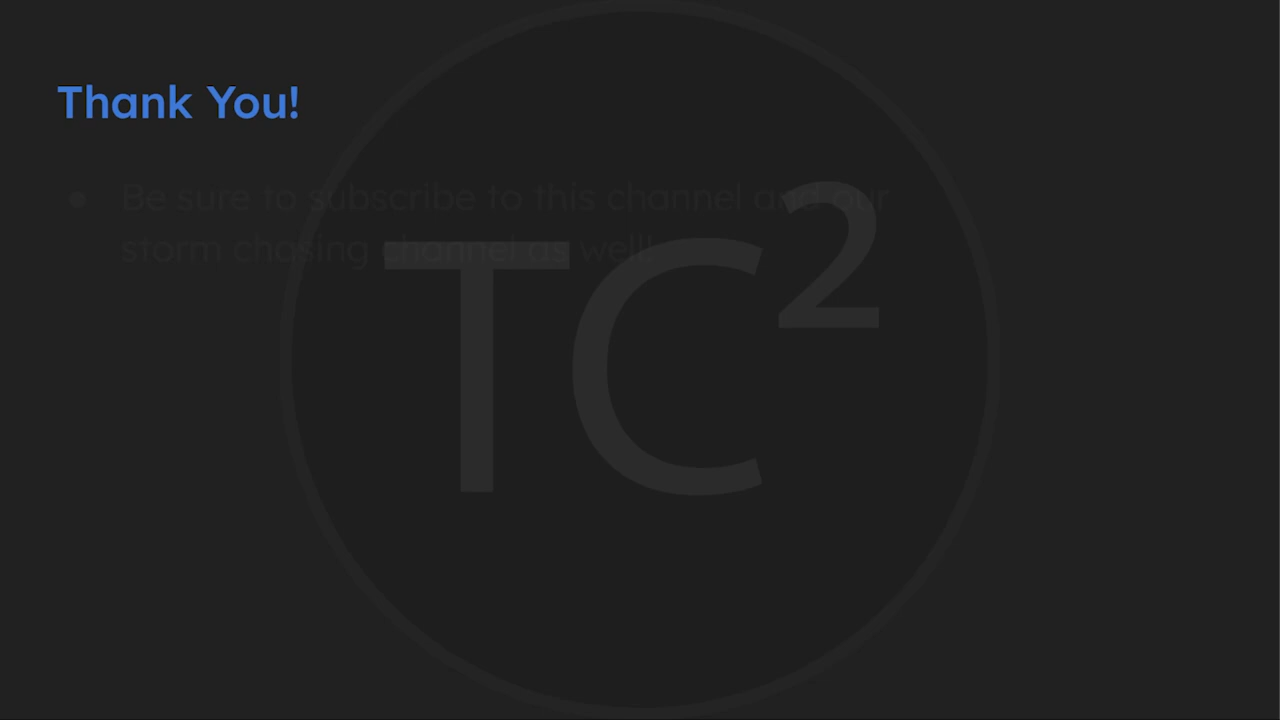 Thank You!
● Be sure to subscribe to this channel and our
storm chasing channel as well!
TC²